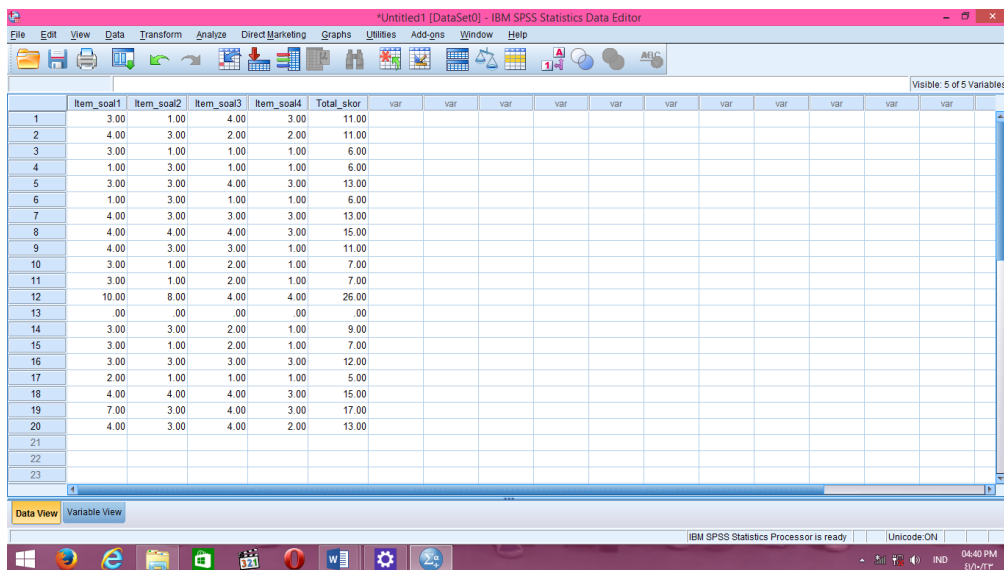 *Untitled1 [DataSet0] - IBM SPSS Statistics Data Editor
File Edit View Data Transform Analyze Direct Marketing Graphs Utilities Add-ons Window Help
Visible: 5 of 5 Variables
Item_soal1 Item_soal2 Item_soal3 Item_soal4 Total_skor var var var var var var var var var
1 3.00 1.00 4.00 3.00 11.00
2 4.00 3.00 2.00 2.00 11.00
3 3.00 1.00 1.00 1.00 6.00
4 1.00 3.00 1.00 1.00 6.00
5 3.00 3.00 4.00 3.00 13.00
6 1.00 3.00 1.00 1.00 6.00
7 4.00 3.00 3.00 3.00 13.00
8 4.00 4.00 4.00 3.00 15.00
9 4.00 3.00 3.00 1.00 11.00
10 3.00 1.00 2.00 1.00 7.00
11 3.00 1.00 2.00 1.00 7.00
12 10.00 8.00 4.00 4.00 26.00
13 .00 .00 .00 .00 .00
14 3.00 3.00 2.00 1.00 9.00
15 3.00 1.00 2.00 1.00 7.00
16 3.00 3.00 3.00 3.00 12.00
17 2.00 1.00 1.00 1.00 5.00
18 4.00 4.00 4.00 3.00 15.00
19 7.00 3.00 4.00 3.00 17.00
20 4.00 3.00 4.00 2.00 13.00
21
22
23
Data View Variable View
IBM SPSS Statistics Processor is ready Unicode:ON
321 IND 04:40 PM